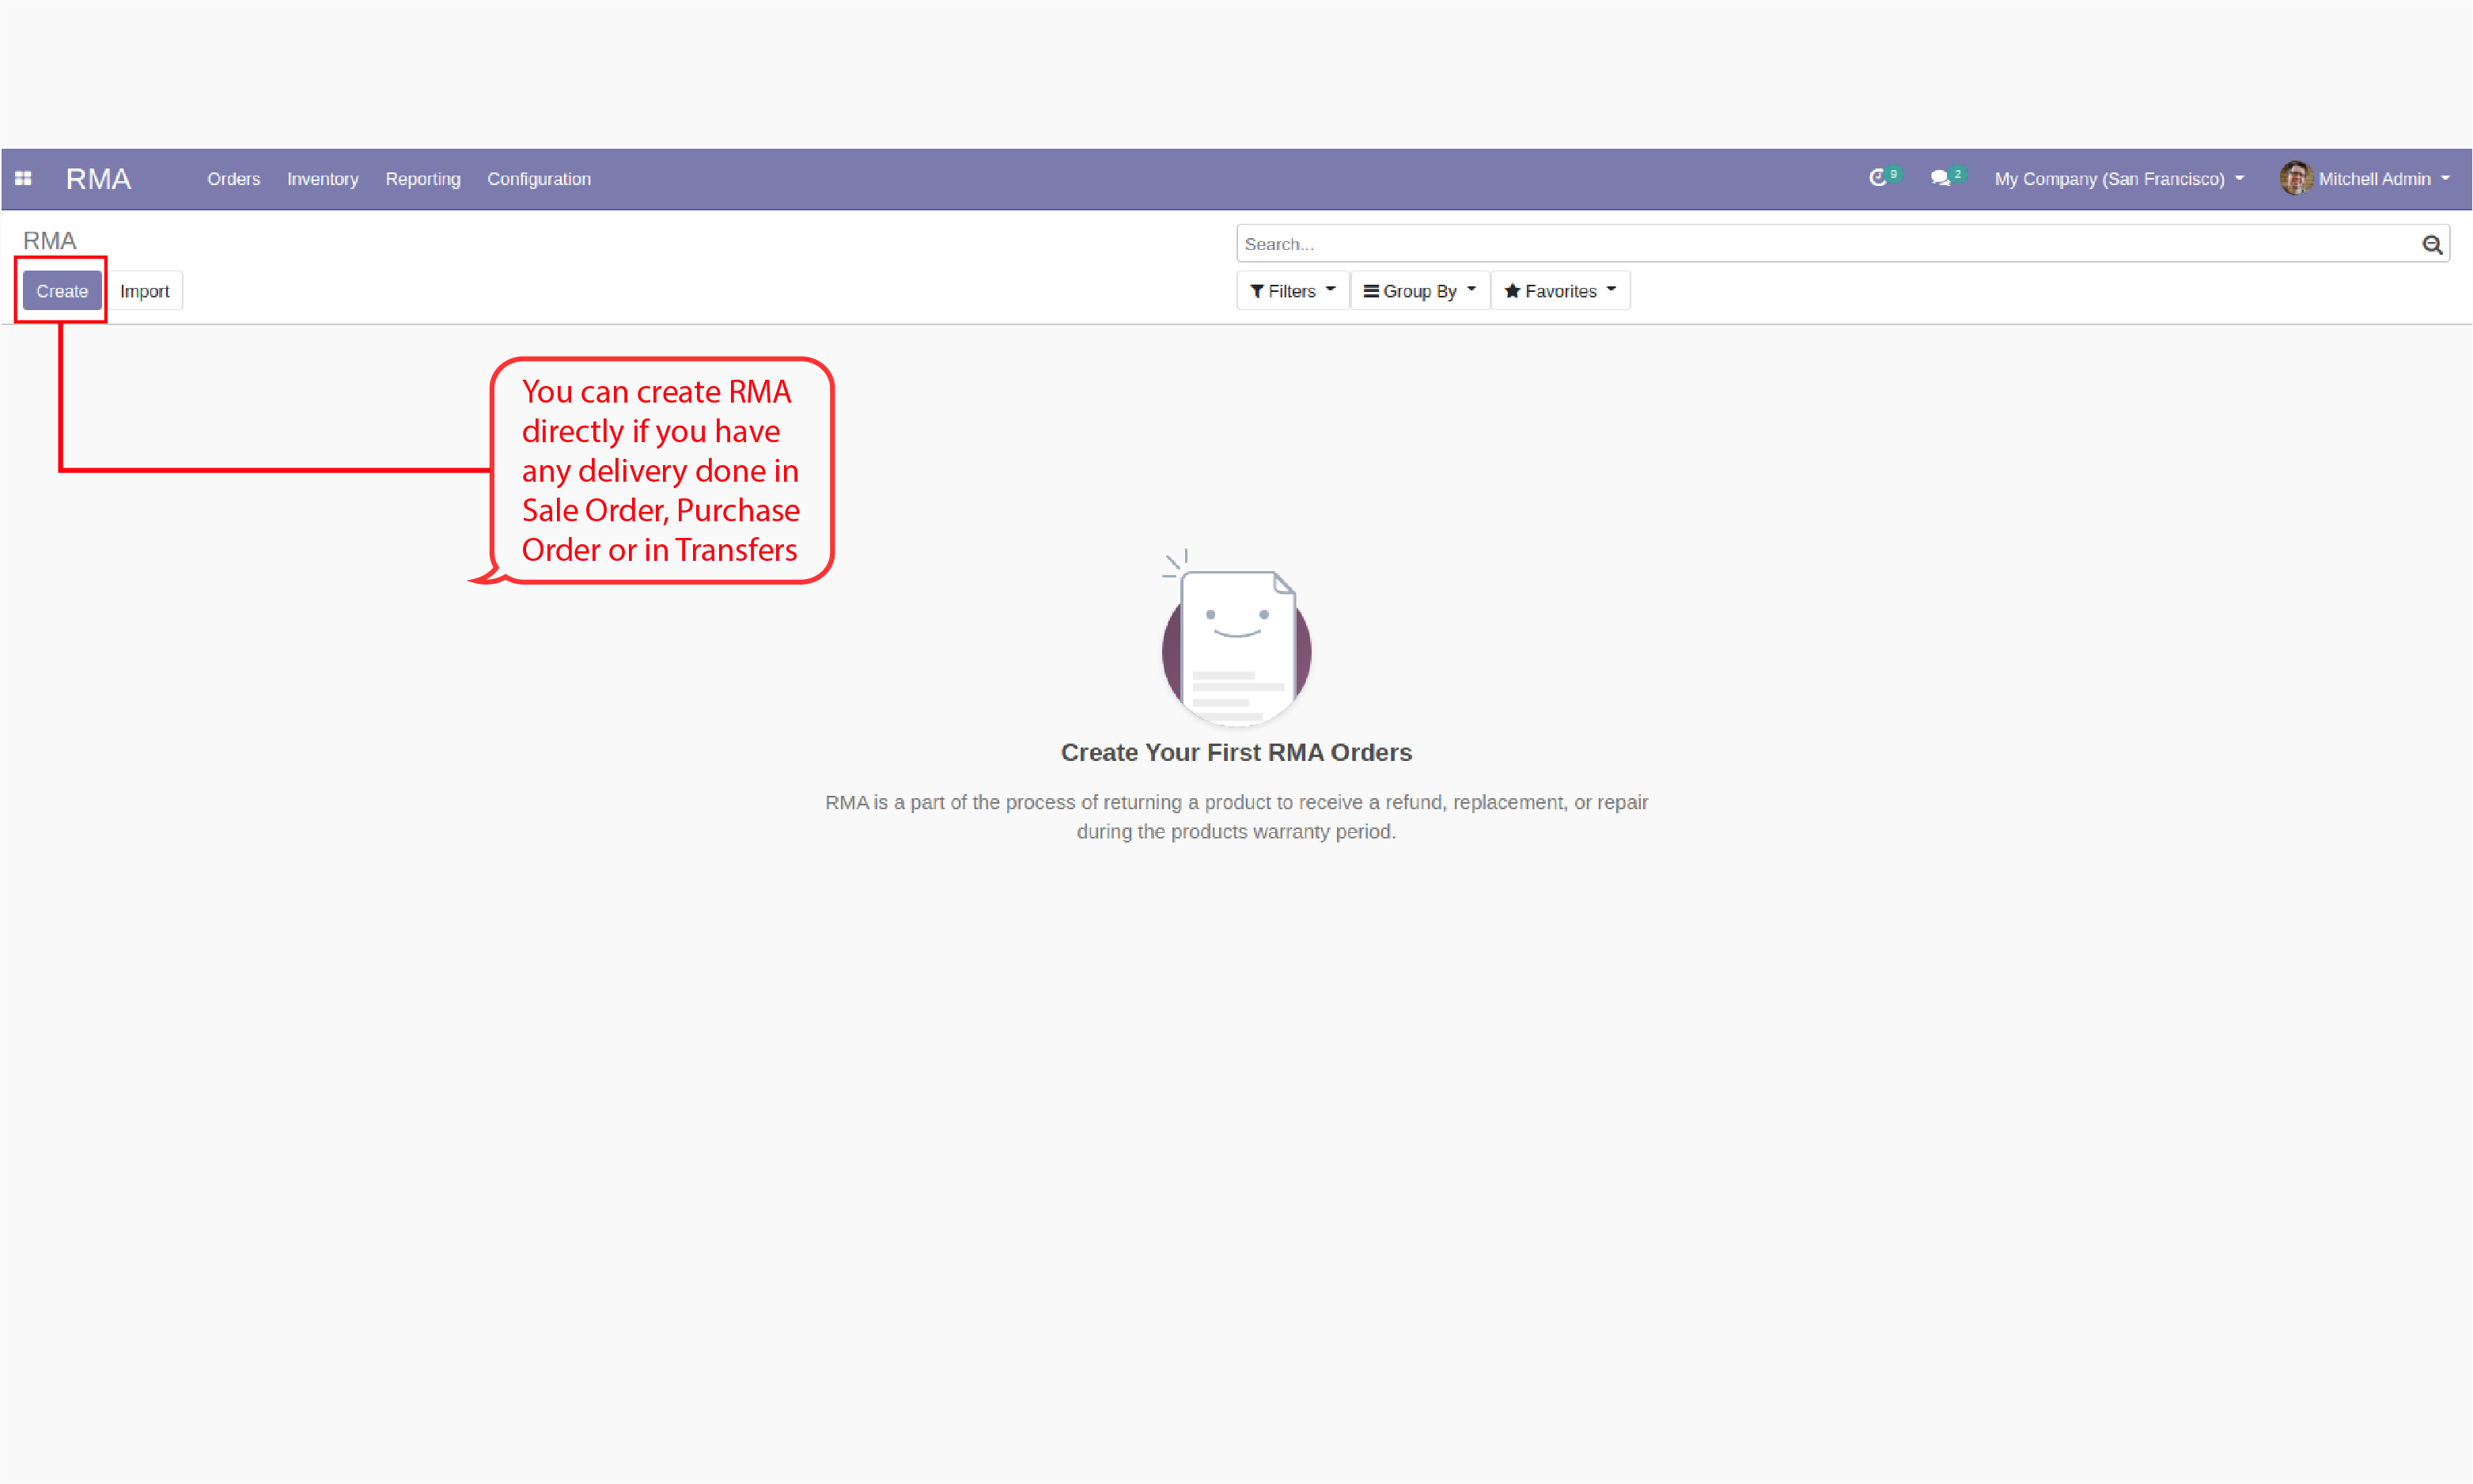 RMA Orders Inventory Reporting Configuration 9 2 My Company (San Francisco) Mitchell Admin
RMA
Search...
Create Import Filters Group By Favorites
You can create RMA
directly if you have
any delivery done in
Sale Order, Purchase
Order or in Transfers
Create Your First RMA Orders
RMA is a part of the process of returning a product to receive a refund, replacement, or repair
during the products warranty period.